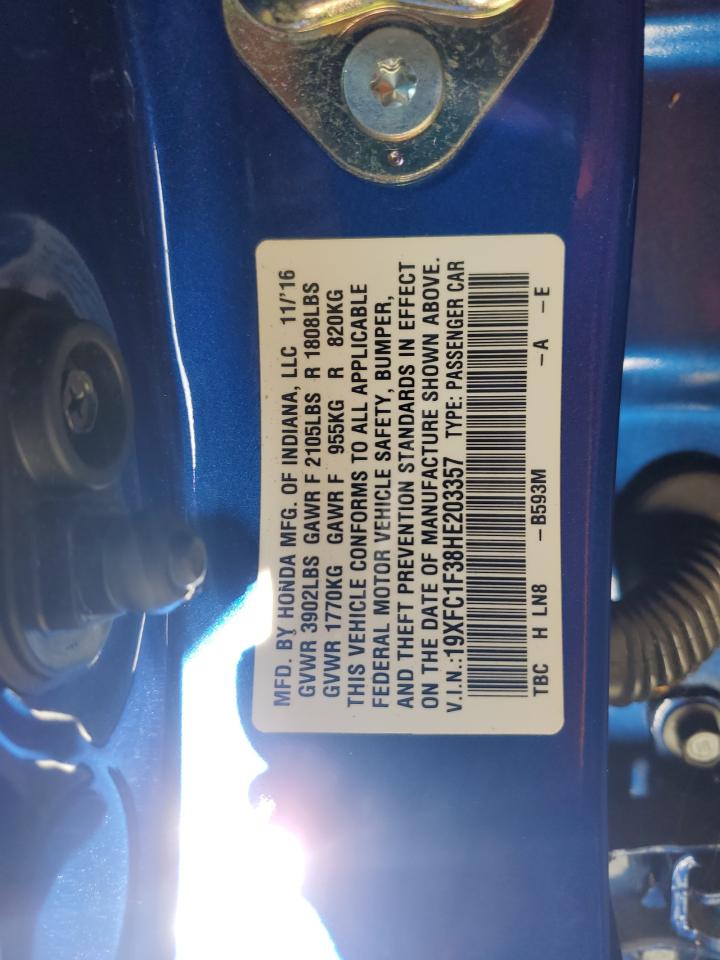 MFD. BY HONDA MFG. OF INDIANA, LLC 11/'16
GVWR 3902LBS GAWR F 2105LBS R 1808LBS
GVWR 1770KG GAWR F 955KG R 820KG
THIS VEHICLE CONFORMS TO ALL APPLICABLE
FEDERAL MOTOR VEHICLE SAFETY, BUMPER,
AND THEFT PREVENTION STANDARDS IN EFFECT
ON THE DATE OF MANUFACTURE SHOWN ABOVE.
V.I.N.:19XFC1F38HE203357 TYPE: PASSENGER CAR
TBC H LN8 -B593M -A -E